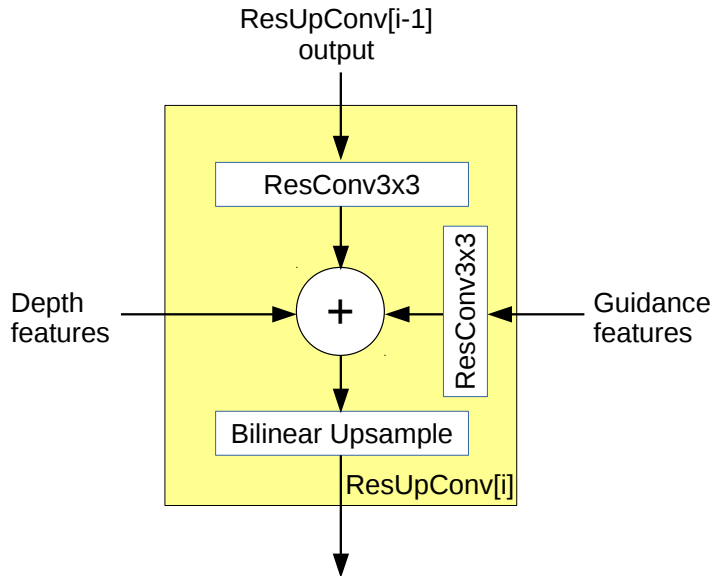 ResUpConv[i-1]
output
ResConv3x3
ResConv3x3
Depth
features
+
Guidance
features
Bilinear Upsample
ResUpConv[i]